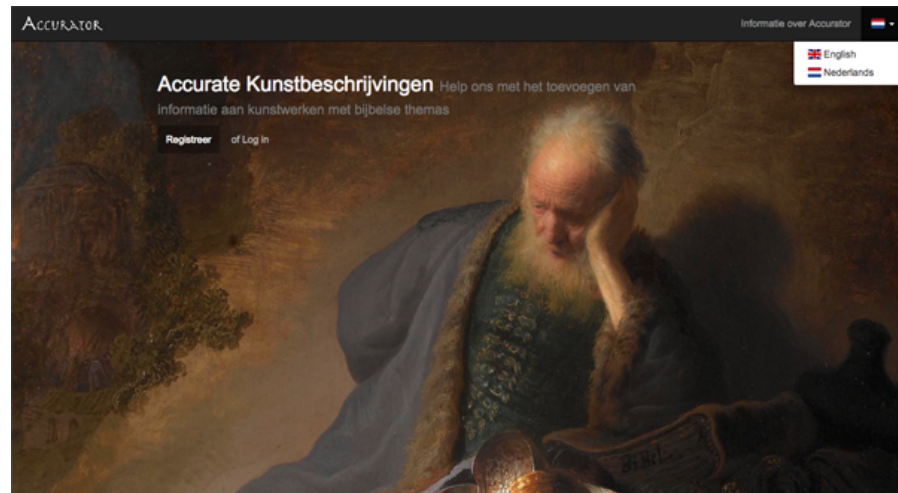 ACCURATOR
Informatie over Accurator
English
Nederlands
Accurate Kunstbeschrijvingen Help ons met het toevoegen van
informatie aan kunstwerken met bijbelse themas
Registreer of Log in
BiBeL